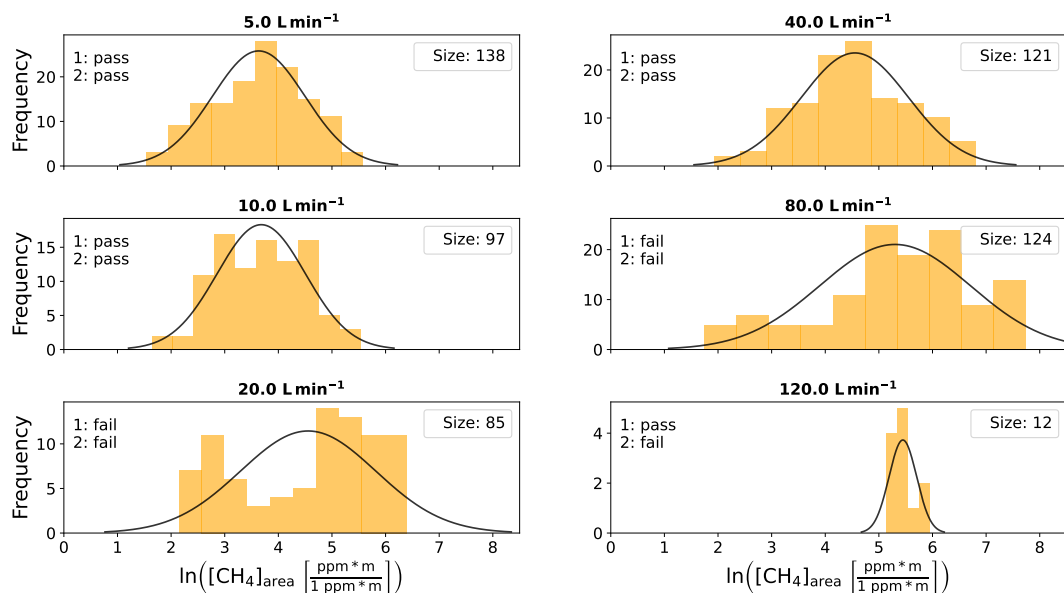 5.0 L min⁻¹
Frequency
20
10
0
1: pass
2: pass
Size: 138
40.0 L min⁻¹
20
10
0
1: pass
2: pass
Size: 121
10.0 L min⁻¹
Frequency
15
10
5
0
1: pass
2: pass
Size: 97
80.0 L min⁻¹
20
10
0
1: fail
2: fail
Size: 124
20.0 L min⁻¹
Frequency
10
5
0
1: fail
2: fail
Size: 85
0 1 2 3 4 5 6 7 8
ln([CH₄]area [ppm * m / 1 ppm * m])
120.0 L min⁻¹
4
2
0
1: pass
2: fail
Size: 12
0 1 2 3 4 5 6 7 8
ln([CH₄]area [ppm * m / 1 ppm * m])